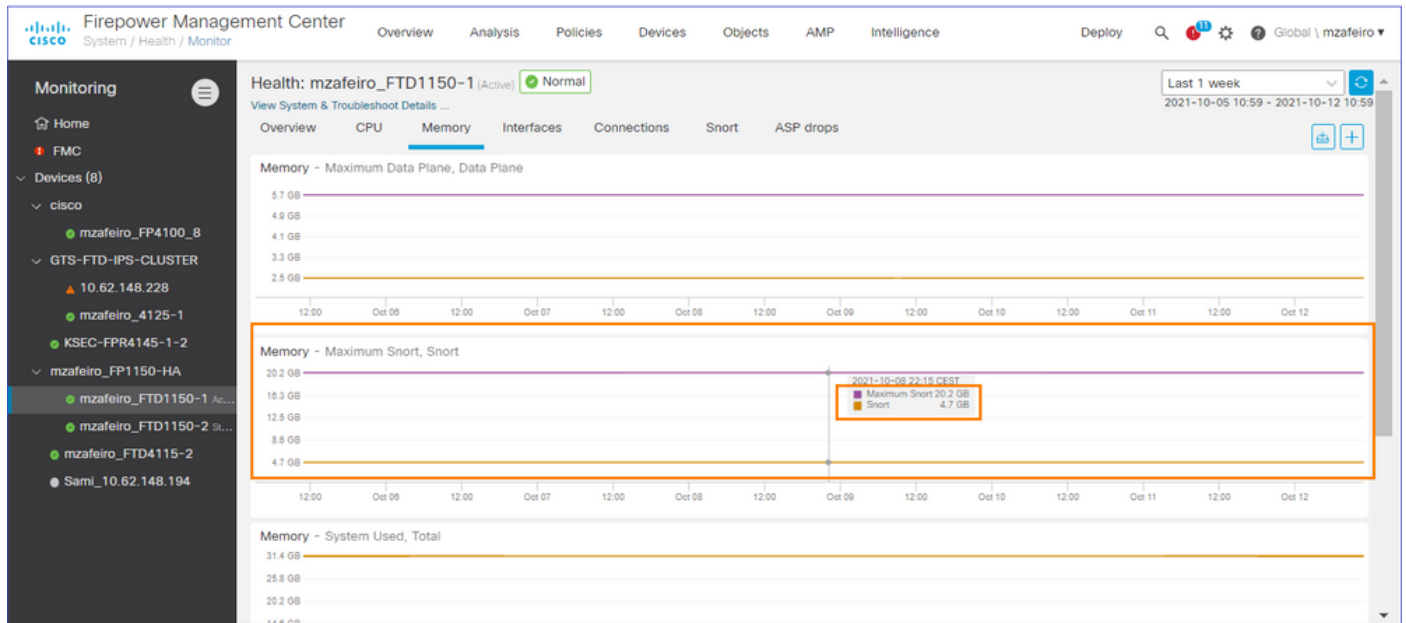 cisco
Firepower Management Center
System / Health / Monitor
Overview Analysis Policies Devices Objects AMP Intelligence Deploy 11 Global \ mzafeiro
Monitoring
Home
FMC
Devices (8)
cisco
mzafeiro_FP4100_8
GTS-FTD-IPS-CLUSTER
10.62.148.228
mzafeiro_4125-1
KSEC-FPR4145-1-2
mzafeiro_FP1150-HA
mzafeiro_FTD1150-1 Ac...
mzafeiro_FTD1150-2 St...
mzafeiro_FTD4115-2
Sami_10.62.148.194
Health: mzafeiro_FTD1150-1 (Active) Normal
View System & Troubleshoot Details ...
Last 1 week
2021-10-05 10:59 - 2021-10-12 10:59
Overview CPU Memory Interfaces Connections Snort ASP drops
Memory - Maximum Data Plane, Data Plane
5.7 GB
4.9 GB
4.1 GB
3.3 GB
2.5 GB
12:00 Oct 06 12:00 Oct 07 12:00 Oct 08 12:00 Oct 09 12:00 Oct 10 12:00 Oct 11 12:00 Oct 12
Memory - Maximum Snort, Snort
20.2 GB
16.3 GB
12.5 GB
8.6 GB
4.7 GB
2021-10-08 22:15 CEST
Maximum Snort 20.2 GB
Snort 4.7 GB
12:00 Oct 06 12:00 Oct 07 12:00 Oct 08 12:00 Oct 09 12:00 Oct 10 12:00 Oct 11 12:00 Oct 12
Memory - System Used, Total
31.4 GB
25.8 GB
20.2 GB